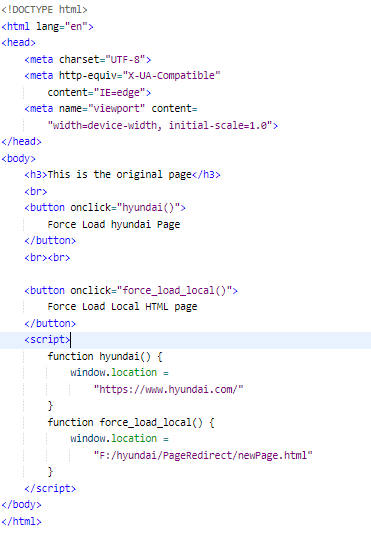 <!DOCTYPE html>
<html lang="en">
<head>
    <meta charset="UTF-8">
    <meta http-equiv="X-UA-Compatible"
        content="IE=edge">
    <meta name="viewport" content=
        "width=device-width, initial-scale=1.0">
</head>
<body>
    <h3>This is the original page</h3>
    <br>
    <button onclick="hyundai()">
        Force Load hyundai Page
    </button>
    <br><br>

    <button onclick="force_load_local()">
        Force Load Local HTML page
    </button>
    <script>
        function hyundai() {
            window.location =
                "https://www.hyundai.com/"
        }
        function force_load_local() {
            window.location =
                "F:/hyundai/PageRedirect/newPage.html"
        }
    </script>
</body>
</html>